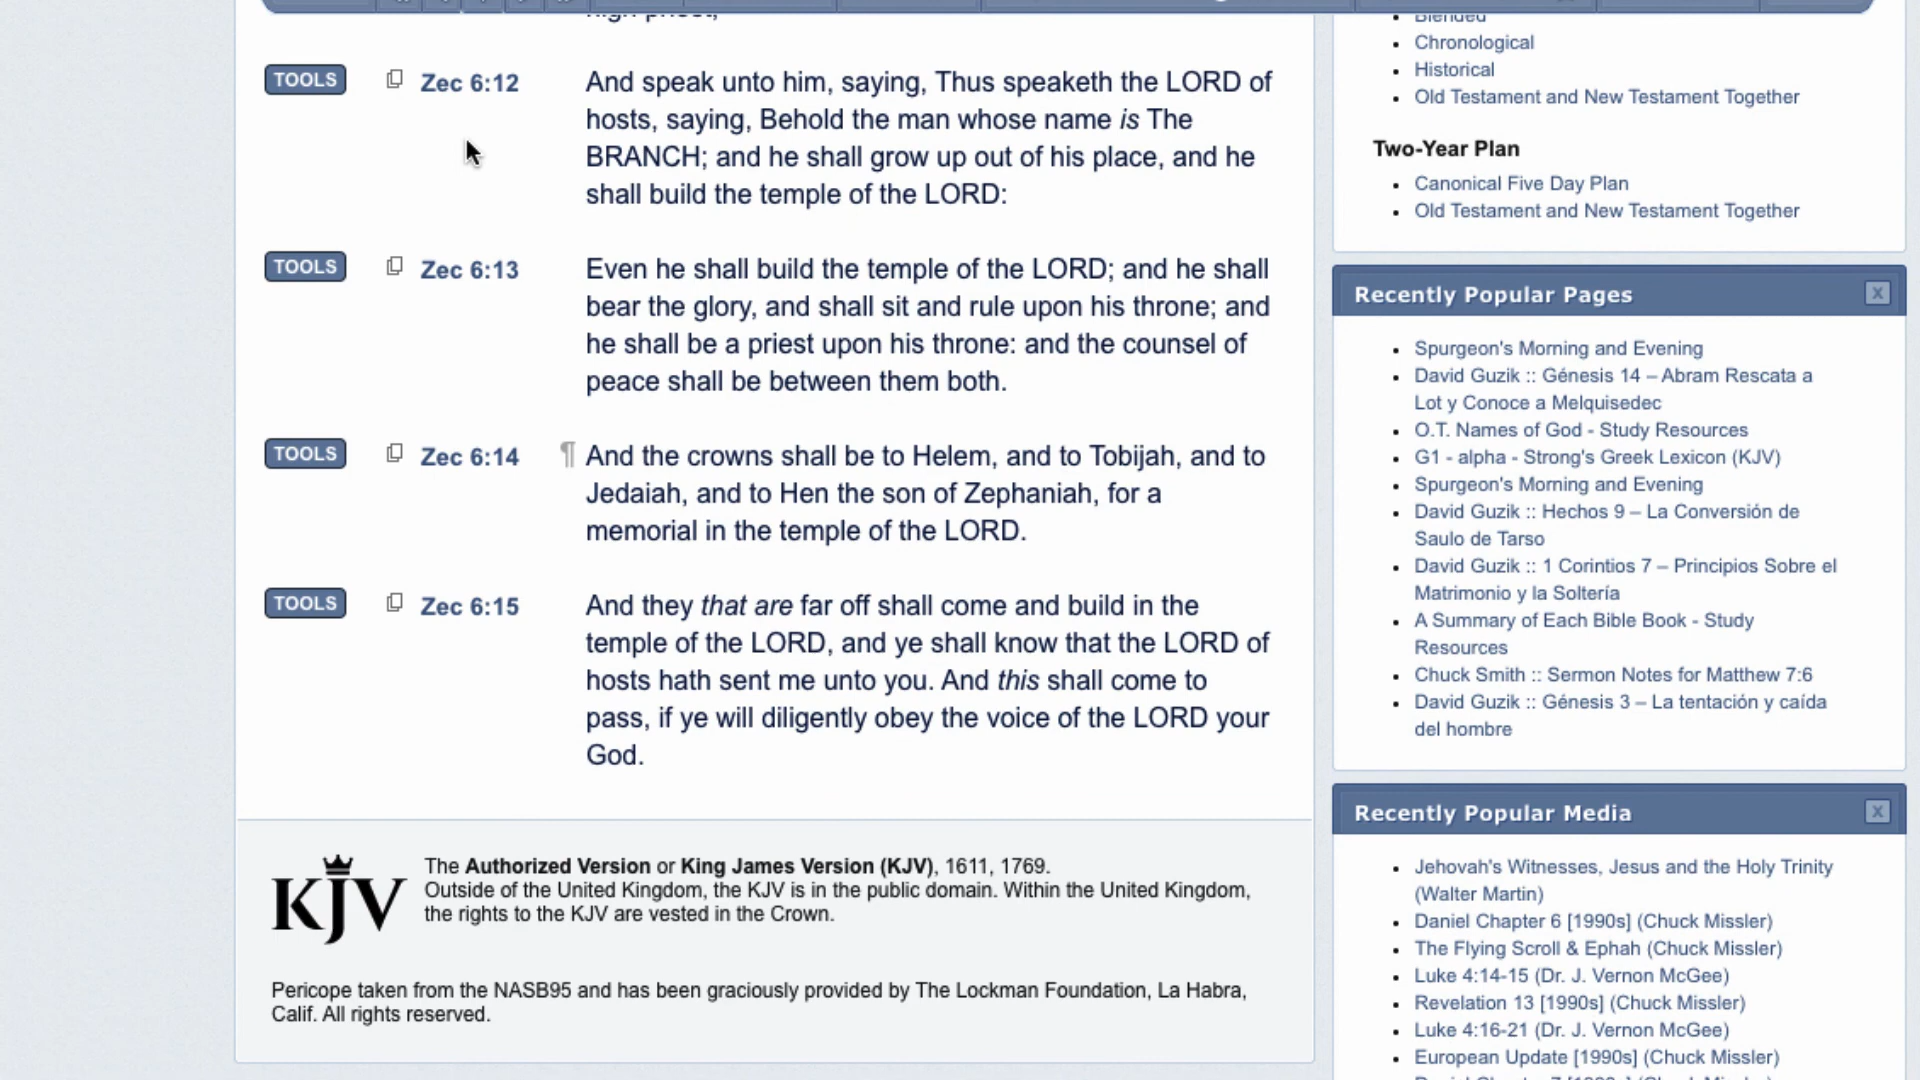 high priest;
TOOLS Zec 6:12 And speak unto him, saying, Thus speaketh the LORD of
hosts, saying, Behold the man whose name is The
BRANCH; and he shall grow up out of his place, and he
shall build the temple of the LORD:
TOOLS Zec 6:13 Even he shall build the temple of the LORD; and he shall
bear the glory, and shall sit and rule upon his throne; and
he shall be a priest upon his throne: and the counsel of
peace shall be between them both.
TOOLS Zec 6:14 ¶ And the crowns shall be to Helem, and to Tobijah, and to
Jedaiah, and to Hen the son of Zephaniah, for a
memorial in the temple of the LORD.
TOOLS Zec 6:15 And they that are far off shall come and build in the
temple of the LORD, and ye shall know that the LORD of
hosts hath sent me unto you. And this shall come to
pass, if ye will diligently obey the voice of the LORD your
God.
KJV
The Authorized Version or King James Version (KJV), 1611, 1769.
Outside of the United Kingdom, the KJV is in the public domain. Within the United Kingdom,
the rights to the KJV are vested in the Crown.
Pericope taken from the NASB95 and has been graciously provided by The Lockman Foundation, La Habra,
Calif. All rights reserved.
Blended
Chronological
Historical
Old Testament and New Testament Together
Two-Year Plan
Canonical Five Day Plan
Old Testament and New Testament Together
Recently Popular Pages X
Spurgeon's Morning and Evening
David Guzik :: Génesis 14 – Abram Rescata a
Lot y Conoce a Melquisedec
O.T. Names of God - Study Resources
G1 - alpha - Strong's Greek Lexicon (KJV)
Spurgeon's Morning and Evening
David Guzik :: Hechos 9 – La Conversión de
Saulo de Tarso
David Guzik :: 1 Corintios 7 – Principios Sobre el
Matrimonio y la Soltería
A Summary of Each Bible Book - Study
Resources
Chuck Smith :: Sermon Notes for Matthew 7:6
David Guzik :: Génesis 3 – La tentación y caída
del hombre
Recently Popular Media X
Jehovah's Witnesses, Jesus and the Holy Trinity
(Walter Martin)
Daniel Chapter 6 [1990s] (Chuck Missler)
The Flying Scroll & Ephah (Chuck Missler)
Luke 4:14-15 (Dr. J. Vernon McGee)
Revelation 13 [1990s] (Chuck Missler)
Luke 4:16-21 (Dr. J. Vernon McGee)
European Update [1990s] (Chuck Missler)